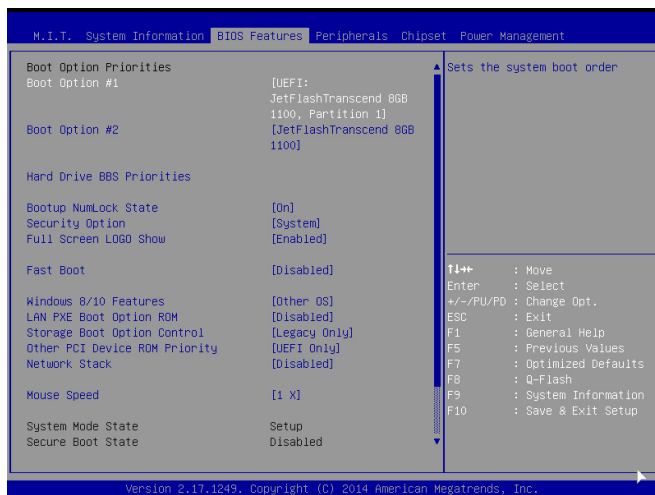 M.I.T. System Information BIOS Features Peripherals Chipset Power Management
Boot Option Priorities
Boot Option #1 [UEFI:
JetFlashTranscend 8GB
1100, Partition 1]
Boot Option #2 [JetFlashTranscend 8GB
1100]
Hard Drive BBS Priorities
Bootup NumLock State [On]
Security Option [System]
Full Screen LOGO Show [Enabled]
Fast Boot [Disabled]
Windows 8/10 Features [Other OS]
LAN PXE Boot Option ROM [Disabled]
Storage Boot Option Control [Legacy Only]
Other PCI Device ROM Priority [UEFI Only]
Network Stack [Disabled]
Mouse Speed [1 X]
System Mode State Setup
Secure Boot State Disabled
Sets the system boot order
↑↓→← : Move
Enter : Select
+/-/PU/PD : Change Opt.
ESC : Exit
F1 : General Help
F5 : Previous Values
F7 : Optimized Defaults
F8 : Q-Flash
F9 : System Information
F10 : Save & Exit Setup
Version 2.17.1249. Copyright (C) 2014 American Megatrends, Inc.